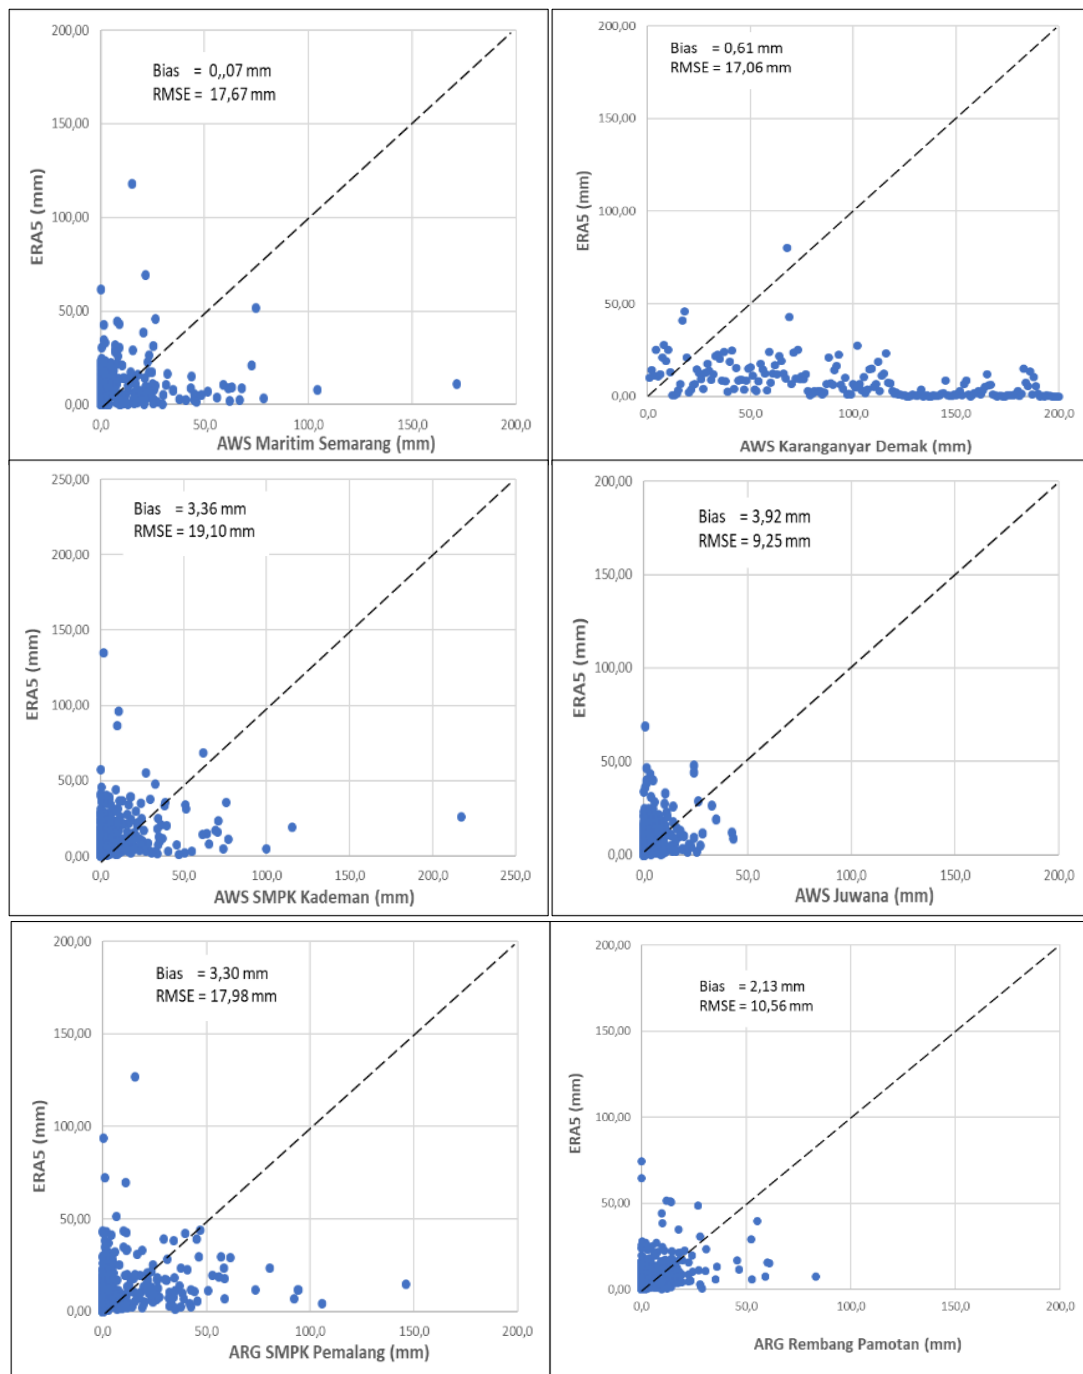 200,00
150,00
100,00
50,00
0,00
ERA5 (mm)
Bias = 0,,07 mm
RMSE = 17,67 mm
0,0 50,0 100,0 150,0 200,0
AWS Maritim Semarang (mm)
200,00
150,00
100,00
50,00
0,00
ERA5 (mm)
Bias = 0,61 mm
RMSE = 17,06 mm
0,0 50,0 100,0 150,0 200,0
AWS Karanganyar Demak (mm)
250,00
200,00
150,00
100,00
50,00
0,00
ERA5 (mm)
Bias = 3,36 mm
RMSE = 19,10 mm
0,0 50,0 100,0 150,0 200,0 250,0
AWS SMPK Kademan (mm)
200,00
150,00
100,00
50,00
0,00
ERA5 (mm)
Bias = 3,92 mm
RMSE = 9,25 mm
0,0 50,0 100,0 150,0 200,0
AWS Juwana (mm)
200,00
150,00
100,00
50,00
0,00
ERA5 (mm)
Bias = 3,30 mm
RMSE = 17,98 mm
0,0 50,0 100,0 150,0 200,0
ARG SMPK Pemalang (mm)
200,00
150,00
100,00
50,00
0,00
ERA5 (mm)
Bias = 2,13 mm
RMSE = 10,56 mm
0,0 50,0 100,0 150,0 200,0
ARG Rembang Pamotan (mm)